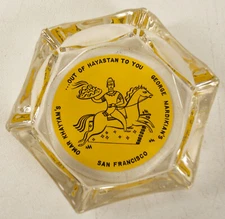 ...OUT OF HAYASTAN TO YOU
GEORGE MARDIKIAN'S
OMAR KHAYYAM'S
SAN FRANCISCO